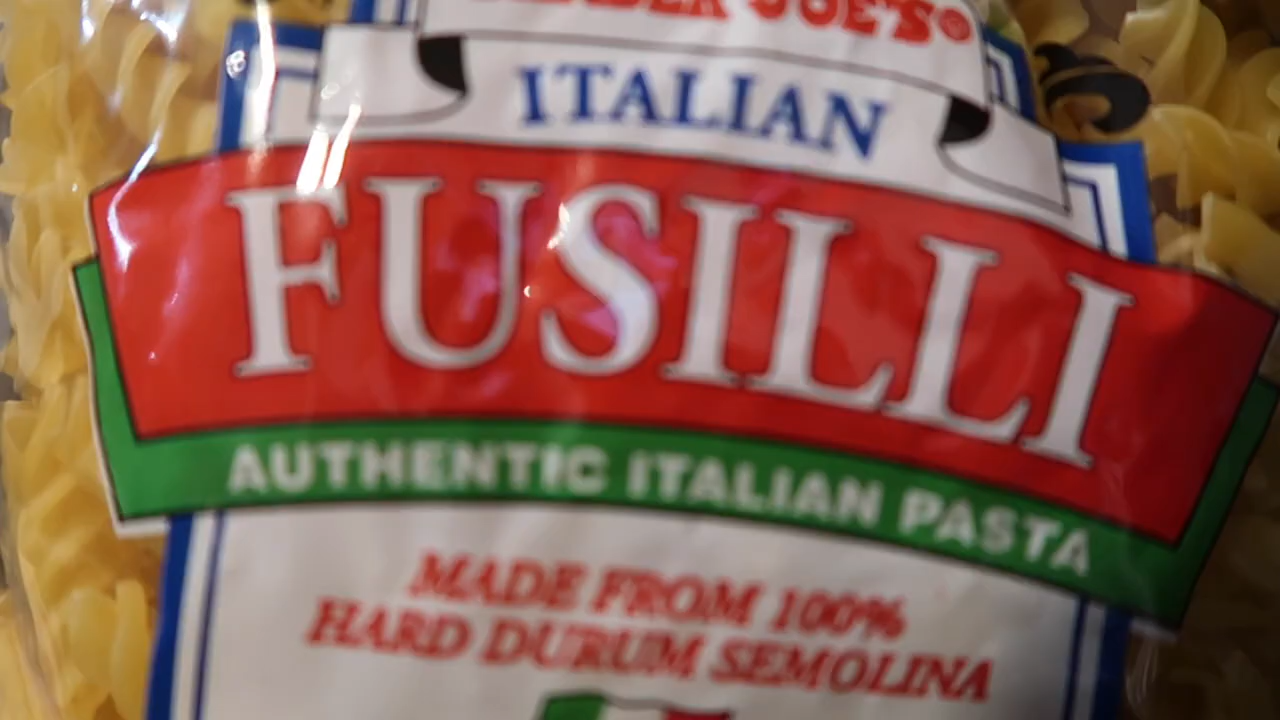 TRADER JOE'S®
ITALIAN
FUSILLI
AUTHENTIC ITALIAN PASTA
MADE FROM 100%
HARD DURUM SEMOLINA